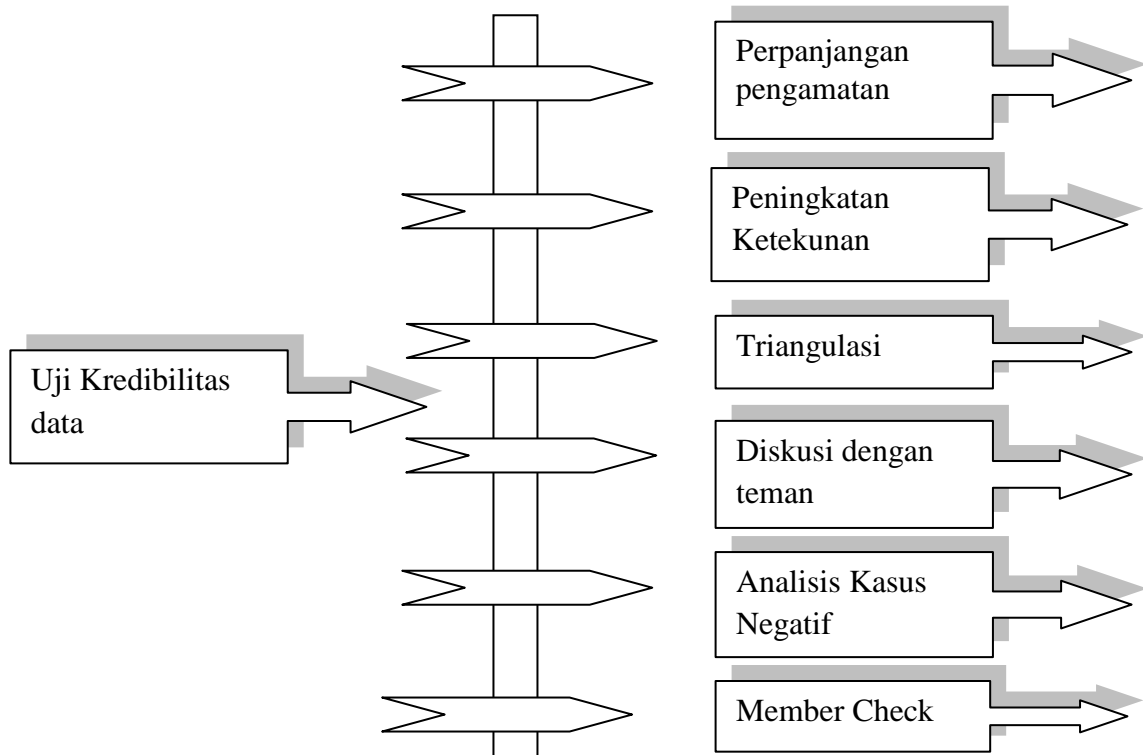 Uji Kredibilitas
data
Perpanjangan
pengamatan
Peningkatan
Ketekunan
Triangulasi
Diskusi dengan
teman
Analisis Kasus
Negatif
Member Check